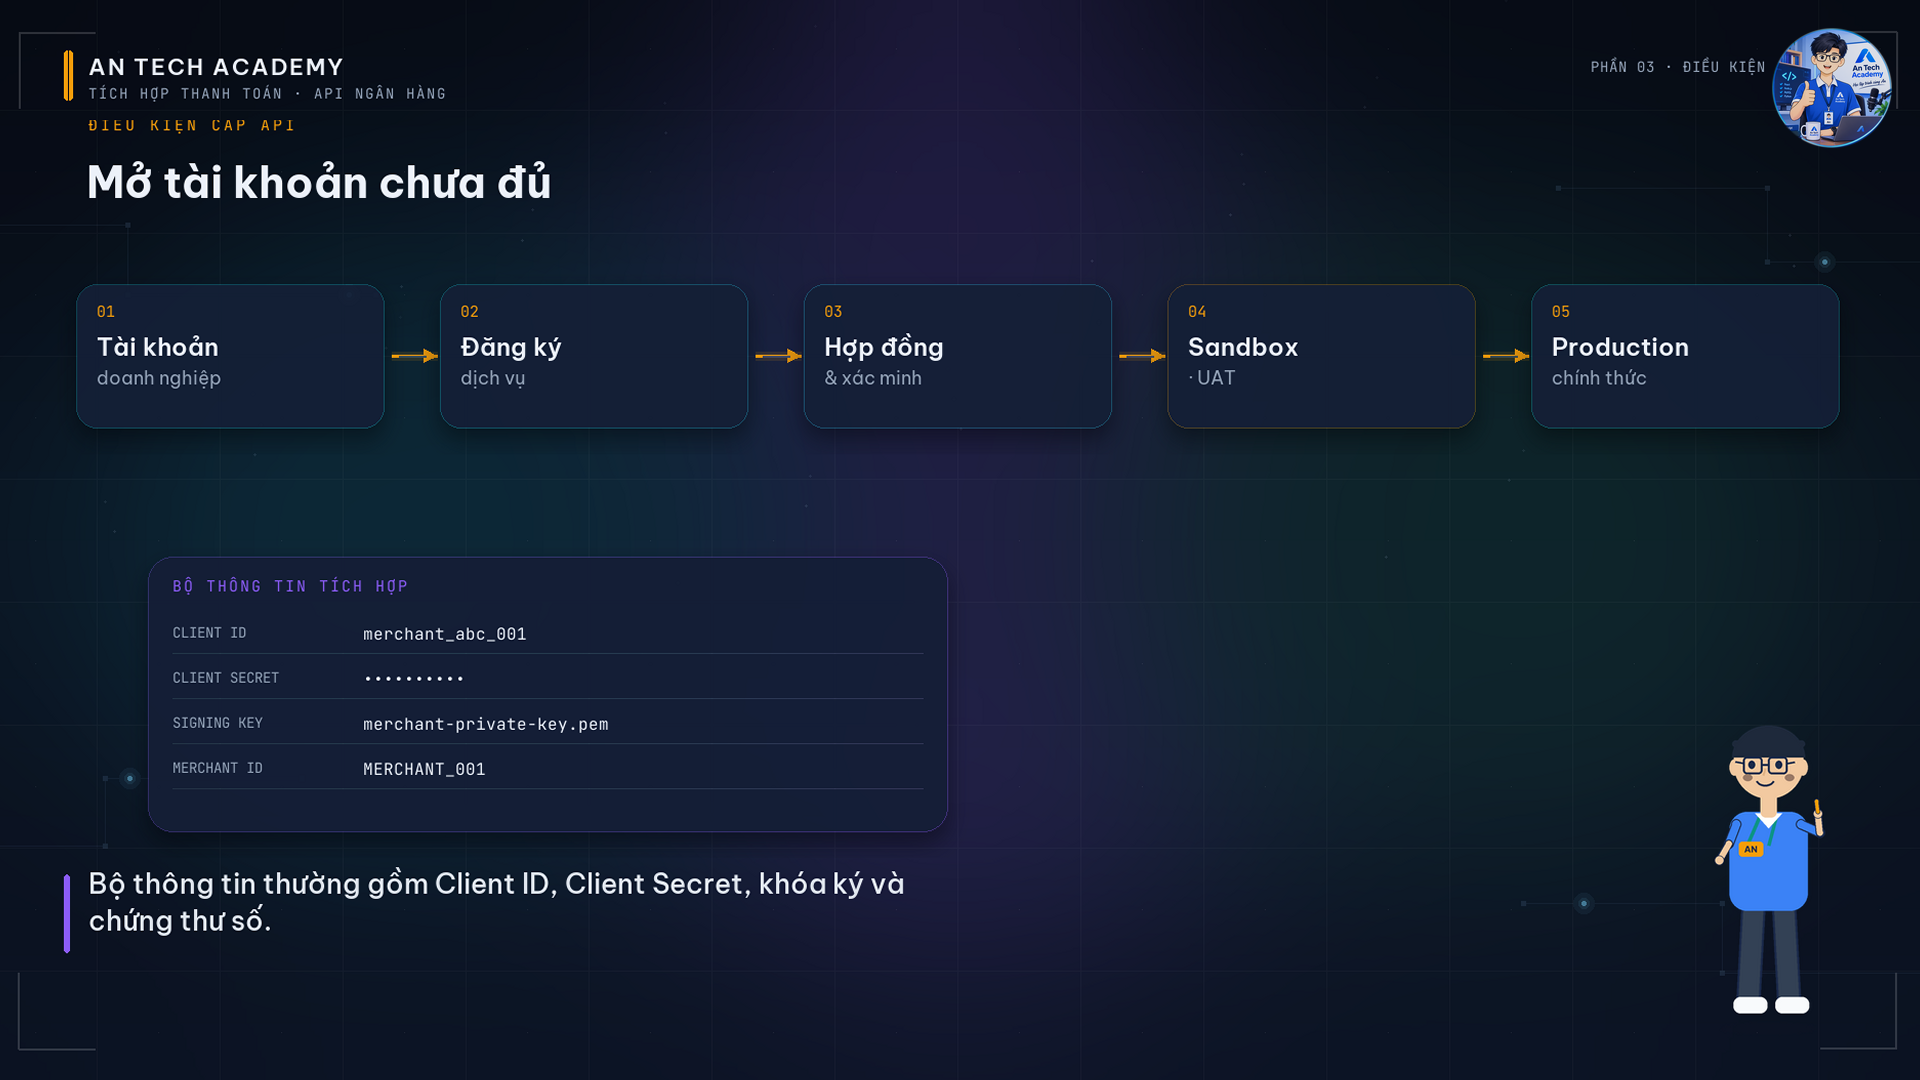 AN TECH ACADEMY
TÍCH HỢP THANH TOÁN · API NGÂN HÀNG
ĐIỀU KIỆN CẤP API
Mở tài khoản chưa đủ
PHẦN 03 · ĐIỀU KIỆN
An Tech
Academy
01
Tài khoản
doanh nghiệp
02
Đăng ký
dịch vụ
03
Hợp đồng
& xác minh
04
Sandbox
· UAT
05
Production
chính thức
BỘ THÔNG TIN TÍCH HỢP
CLIENT ID merchant_abc_001
CLIENT SECRET ••••••••••
SIGNING KEY merchant-private-key.pem
MERCHANT ID MERCHANT_001
Bộ thông tin thường gồm Client ID, Client Secret, khóa ký và
chứng thư số.
AN